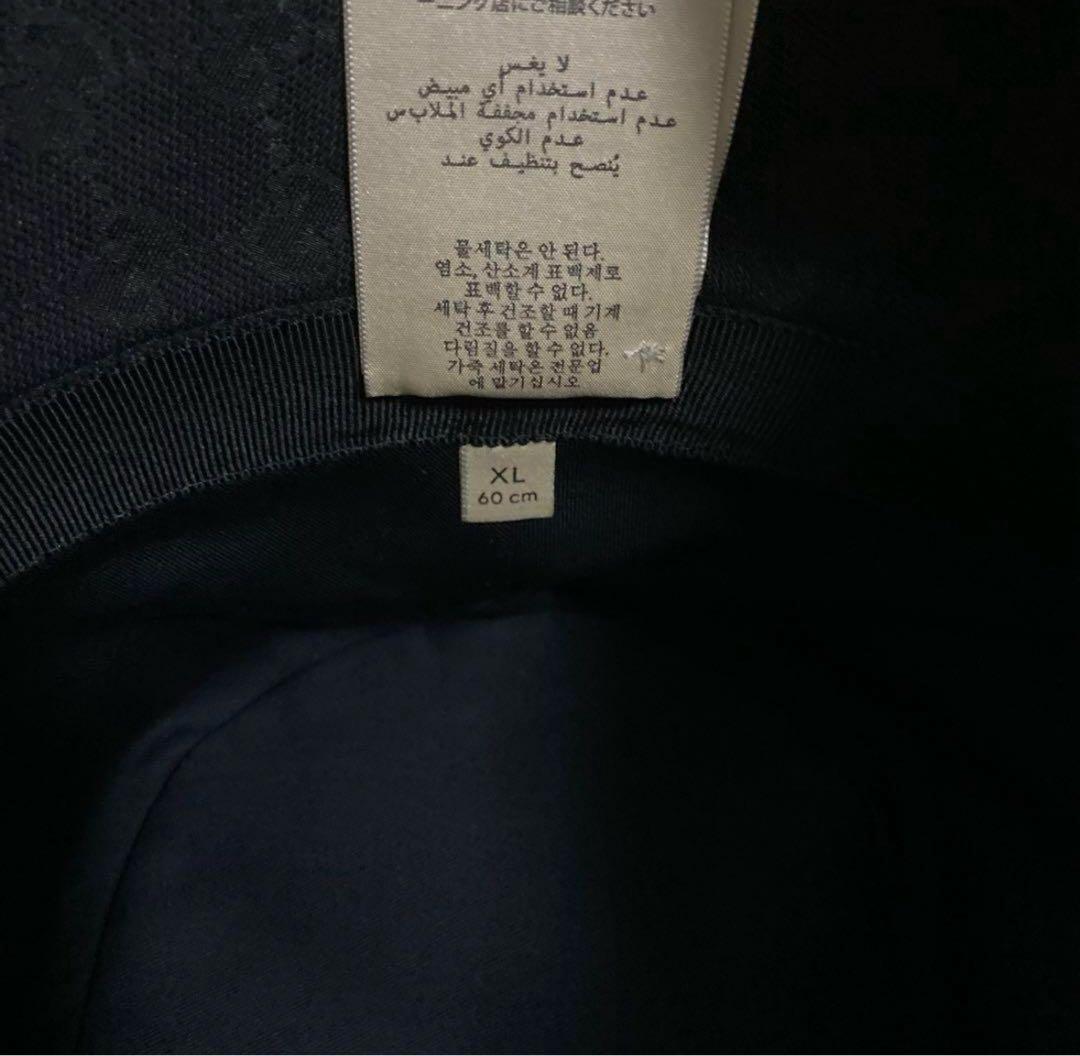 ーニング店にご相談ください
لا يغسل
عدم استخدام أي مبيض
عدم استخدام مجففة الملابس
عدم الكوي
يُنصح بتنظيف عند
물세탁은 안 된다.
염소, 산소계 표백제로
표백할 수 없다.
세탁 후 건조할 때 기계
건조를 할 수 없음
다림질을 할 수 없다.
가죽 세탁은 전문업
에 맡기십시오
XL
60 cm